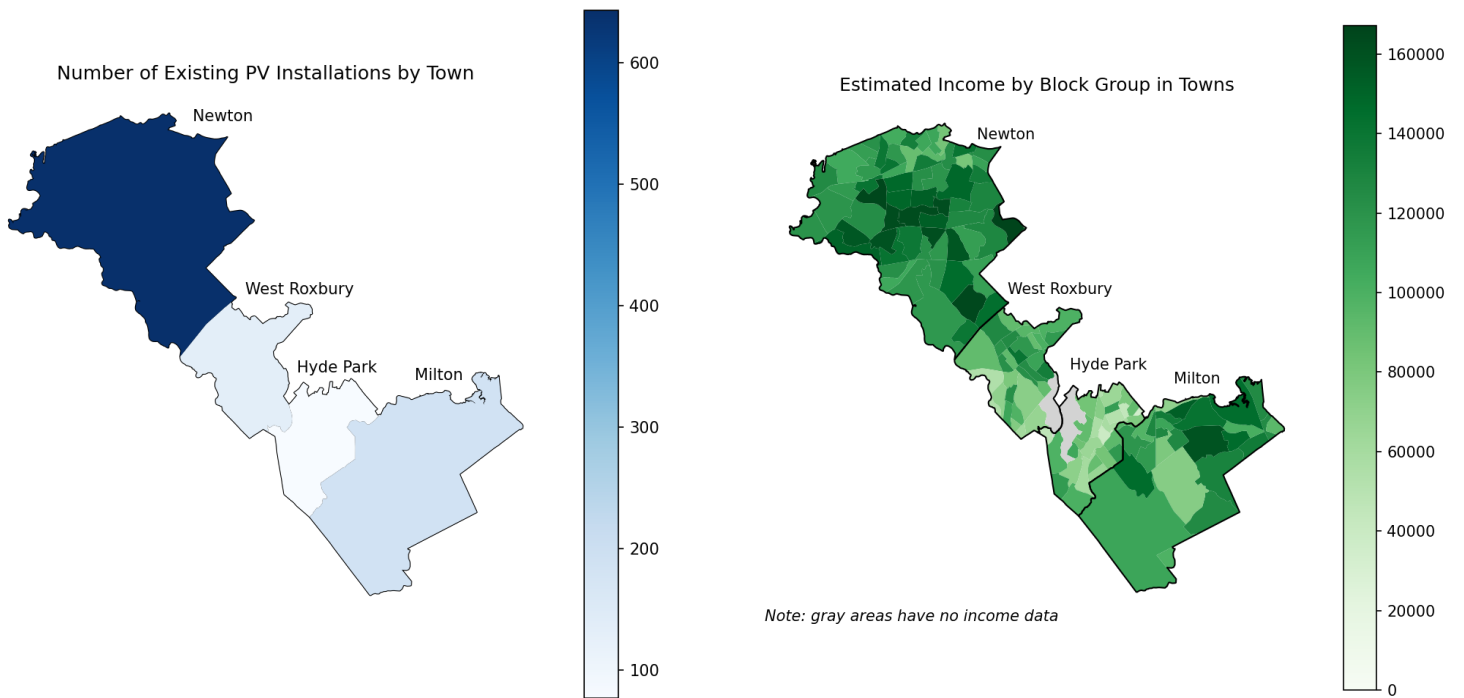 Number of Existing PV Installations by Town
Newton
West Roxbury
Hyde Park
Milton
600
500
400
300
200
100
Estimated Income by Block Group in Towns
Newton
West Roxbury
Hyde Park
Milton
Note: gray areas have no income data
160000
140000
120000
100000
80000
60000
40000
20000
0